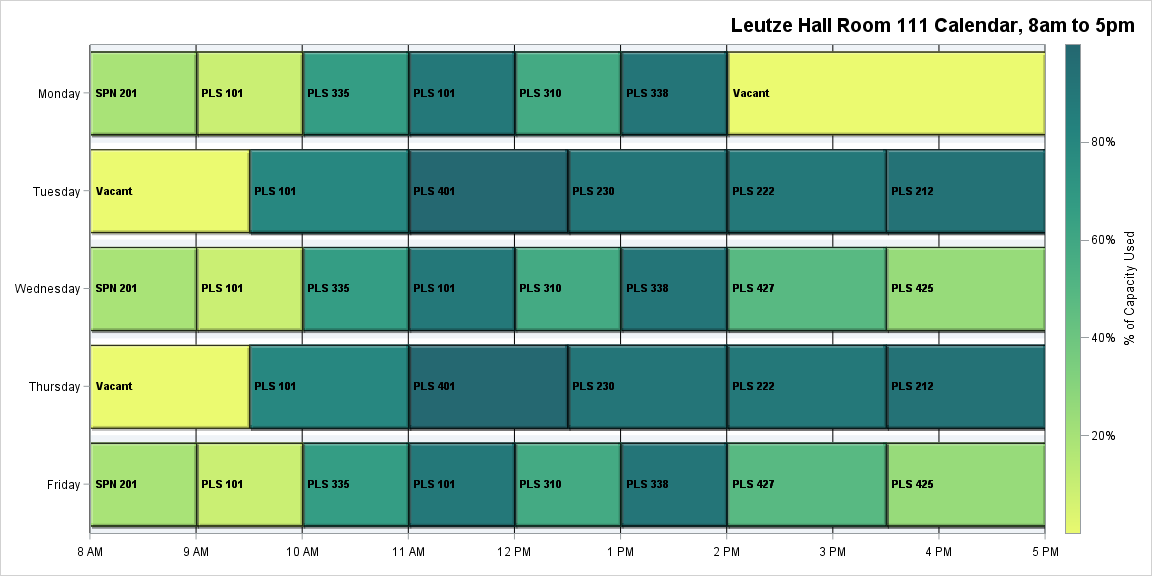 Leutze Hall Room 111 Calendar, 8am to 5pm
Monday
SPN 201
PLS 101
PLS 335
PLS 101
PLS 310
PLS 338
Vacant
Tuesday
Vacant
PLS 101
PLS 401
PLS 230
PLS 222
PLS 212
Wednesday
SPN 201
PLS 101
PLS 335
PLS 101
PLS 310
PLS 338
PLS 427
PLS 425
Thursday
Vacant
PLS 101
PLS 401
PLS 230
PLS 222
PLS 212
Friday
SPN 201
PLS 101
PLS 335
PLS 101
PLS 310
PLS 338
PLS 427
PLS 425
8 AM
9 AM
10 AM
11 AM
12 PM
1 PM
2 PM
3 PM
4 PM
5 PM
80%
60%
40%
20%
% of Capacity Used